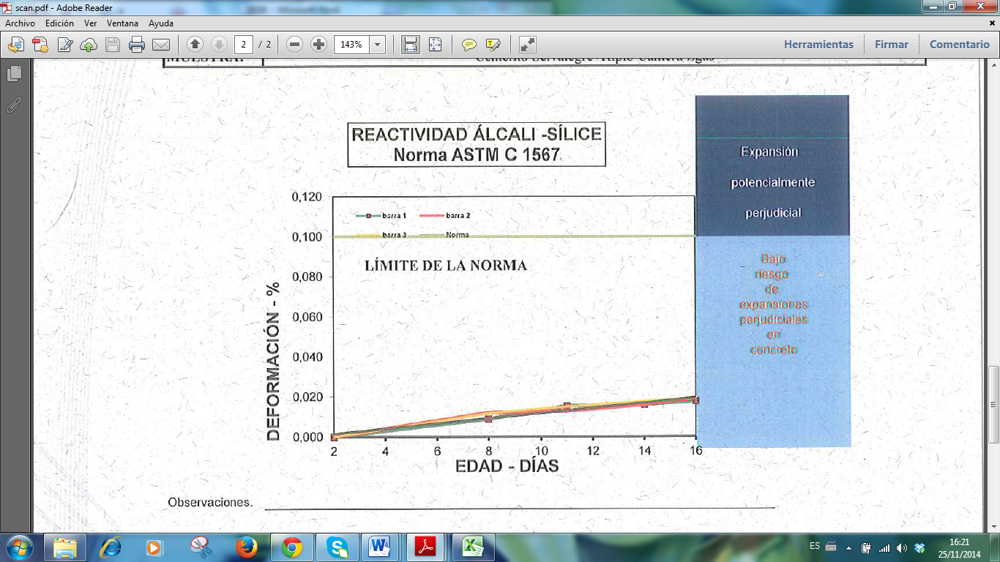 scan.pdf - Adobe Reader
Archivo Edición Ver Ventana Ayuda
2 / 2 143% Herramientas Firmar Comentario
REACTIVIDAD ÁLCALI -SÍLICE
Norma ASTM C 1567
Expansión
potencialmente
perjudicial
0,120
barra 1 barra 2
barra 3 Norma
0,100
LÍMITE DE LA NORMA
Bajo
riesgo
de
expansiones
perjudiciales
en
concreto
0,080
0,060
0,040
0,020
0,000
DEFORMACIÓN - %
2 4 6 8 10 12 14 16
EDAD - DÍAS
Observaciones.
ES 16:21
25/11/2014